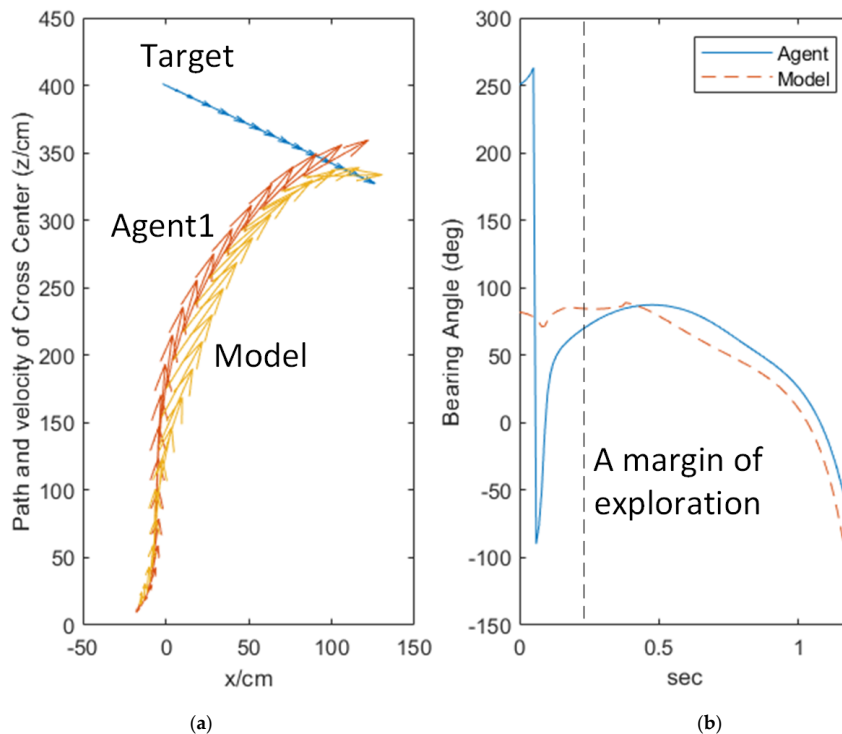 450
400
350
300
250
200
150
100
50
0
-50
0
50
100
150
x/cm
Path and velocity of Cross Center (z/cm)
Target
Agent1
Model
(a)
300
250
200
150
100
50
0
-50
-100
-150
0
0.5
1
sec
Bearing Angle (deg)
Agent
Model
A margin of
exploration
(b)